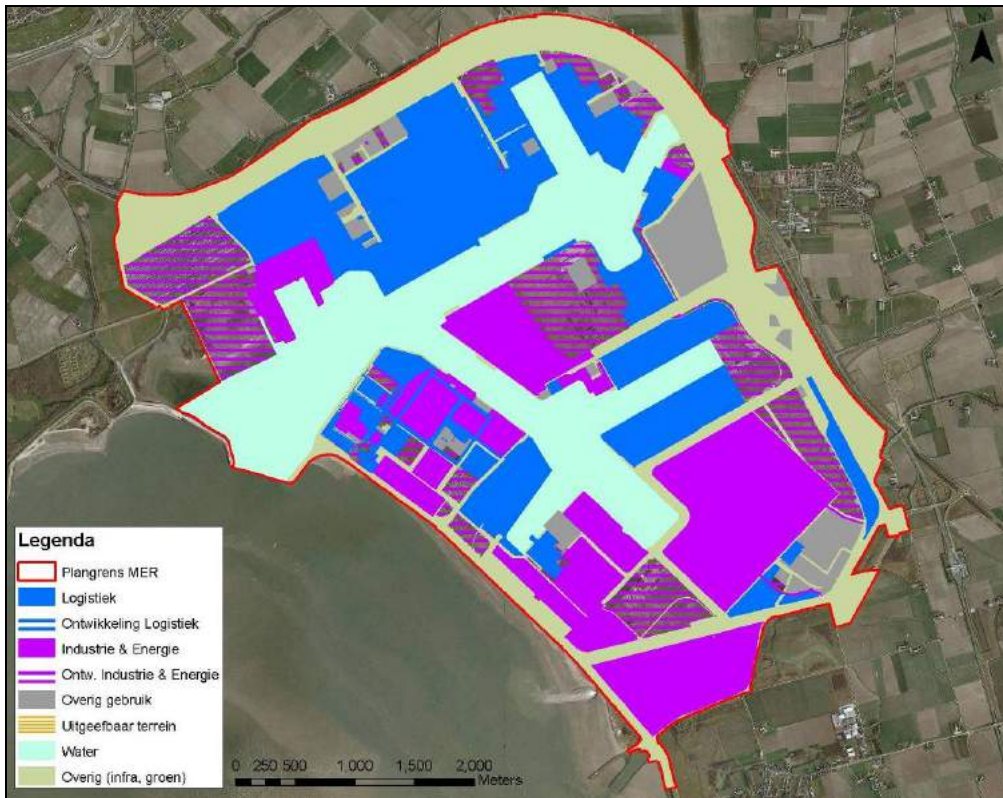 N
Legenda
Plangrens MER
Logistiek
Ontwikkeling Logistiek
Industrie & Energie
Ontw. Industrie & Energie
Overig gebruik
Uitgeefbaar terrein
Water
Overig (infra, groen)
0 250 500 1,000 1,500 2,000
Meters